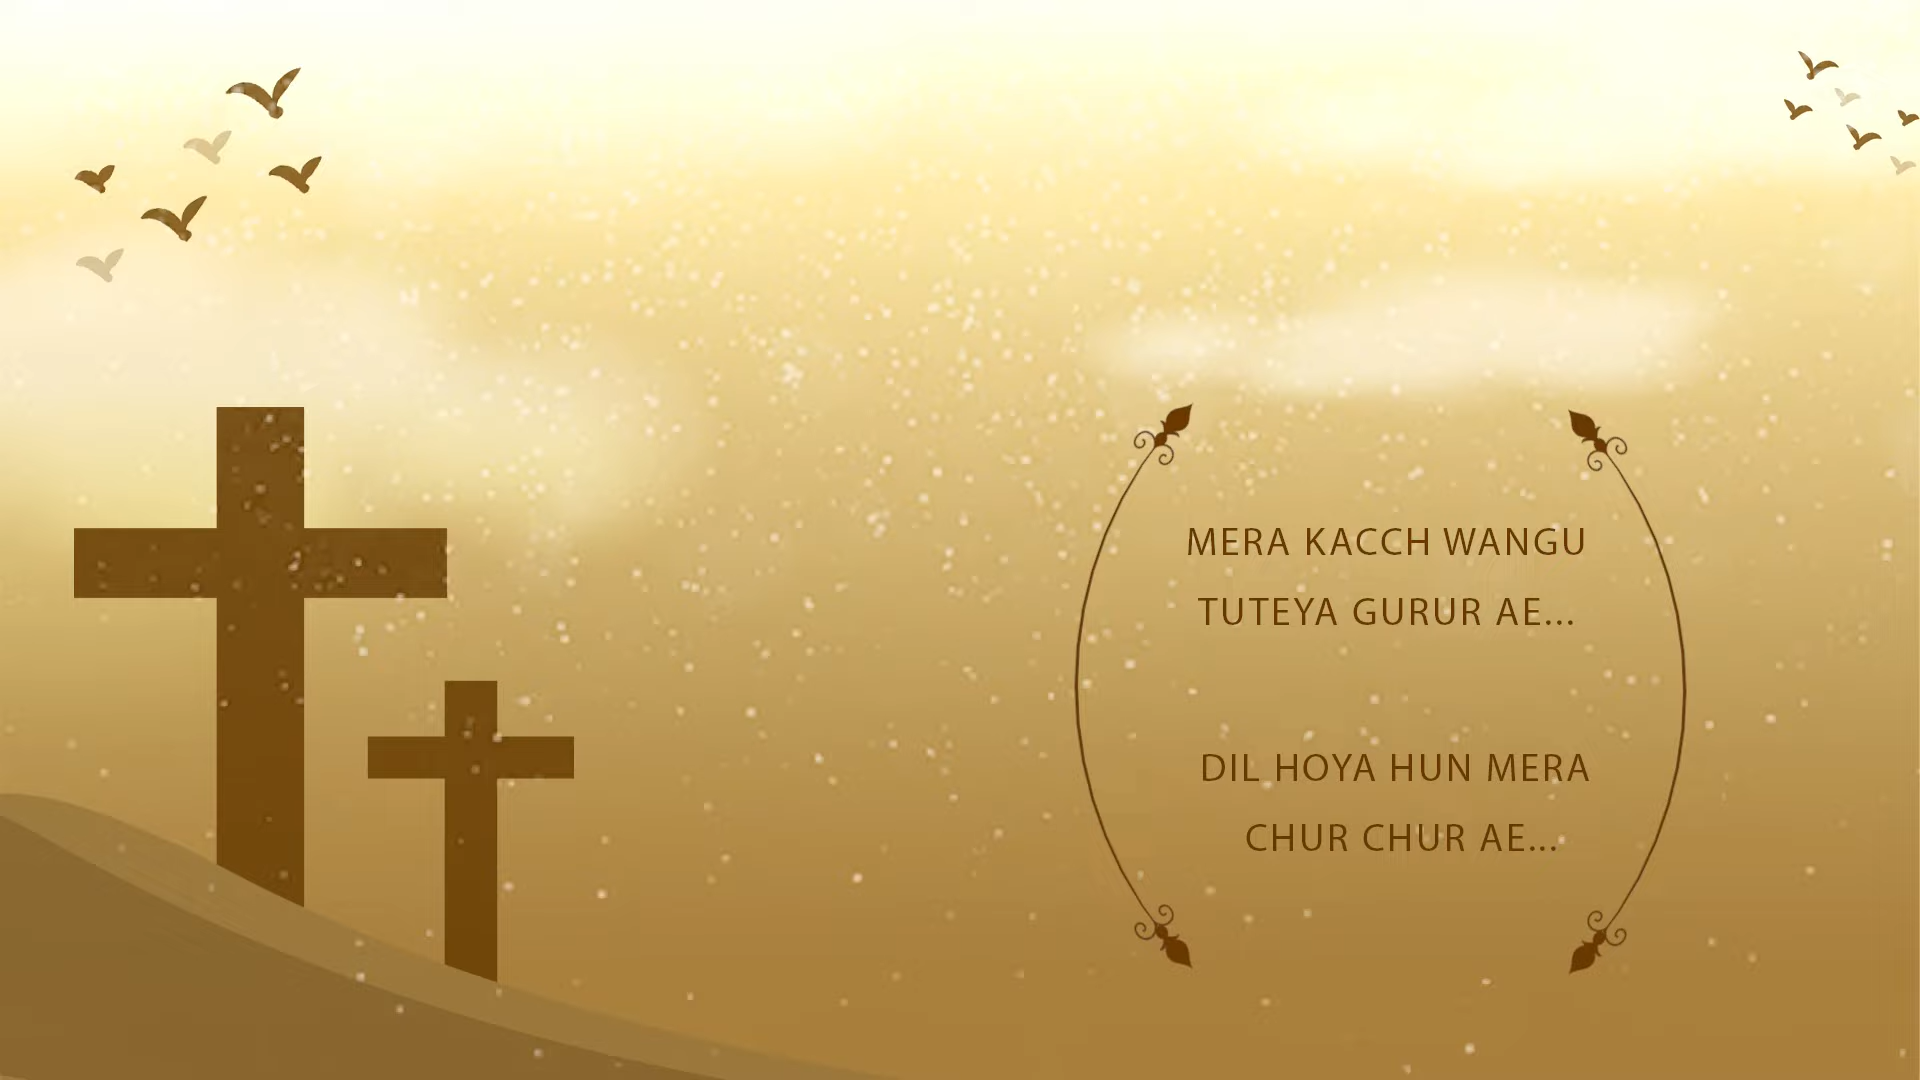 MERA KACCH WANGU
TUTEYA GURUR AE...
DIL HOYA HUN MERA
CHUR CHUR AE...